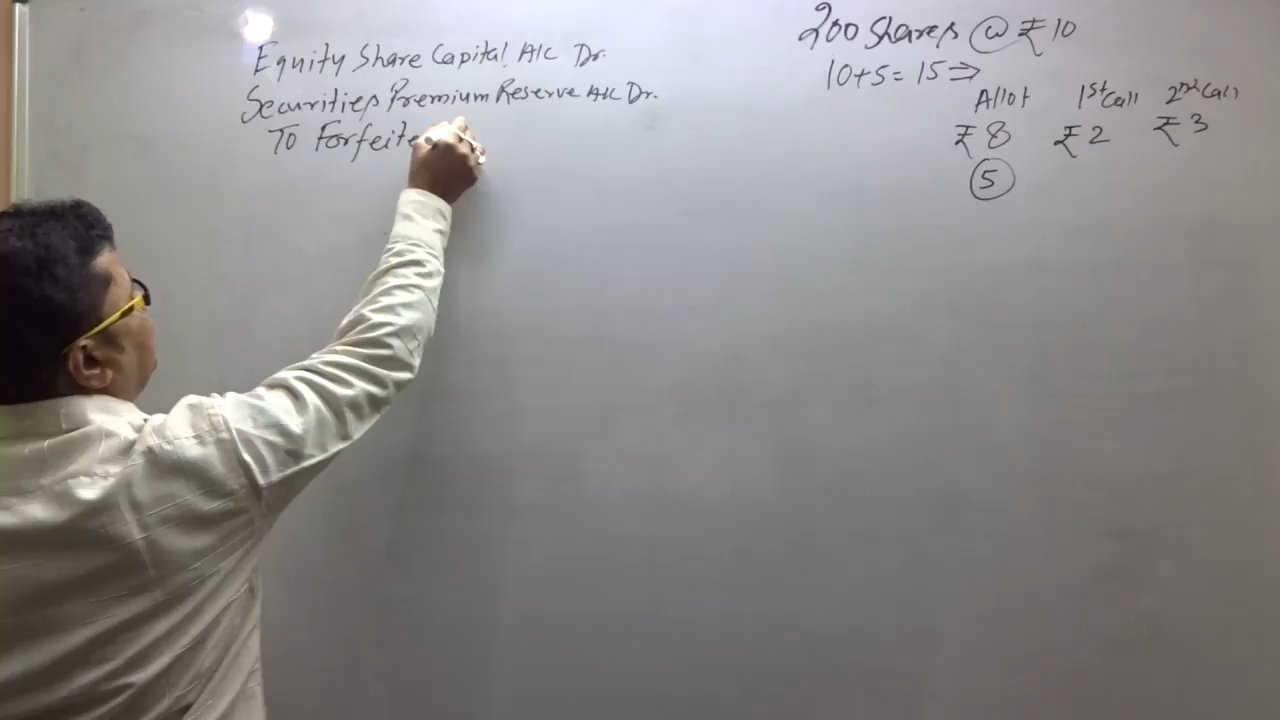 Equity Share Capital A/c Dr.
Securities Premium Reserve A/c Dr.
To Forfeite
200 Shares @ ₹10
10+5=15⇒
Allot 1st Call 2nd Call
₹8 ₹2 ₹3
5